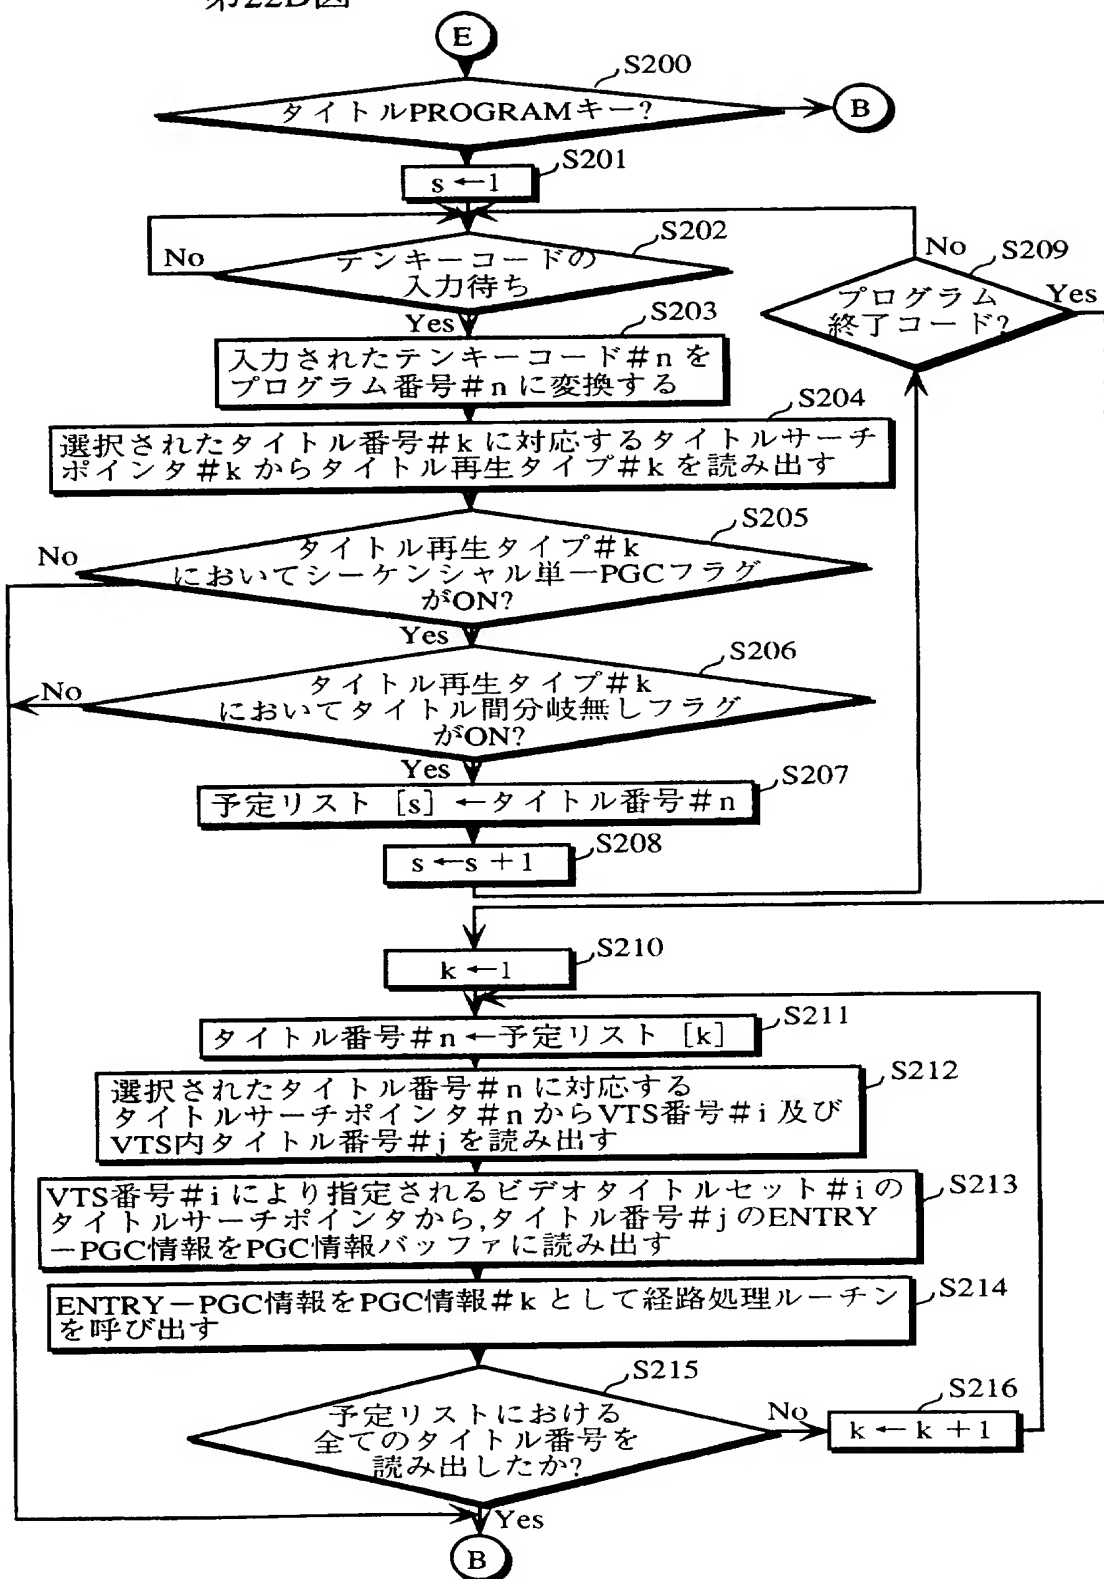 第22D図
E
S200
タイトルPROGRAMキー?
B
S201
s←1
S202
No
テンキーコードの
入力待ち
Yes
No
S209
プログラム
終了コード?
Yes
S203
入力されたテンキーコード#nを
プログラム番号#nに変換する
S204
選択されたタイトル番号#kに対応するタイトルサーチ
ポインタ#kからタイトル再生タイプ#kを読み出す
S205
No
タイトル再生タイプ#k
においてシーケンシャル単一PGCフラグ
がON?
Yes
S206
No
タイトル再生タイプ#k
においてタイトル間分岐無しフラグ
がON?
Yes
S207
予定リスト [s] ←タイトル番号#n
S208
s←s+1
S210
k←1
S211
タイトル番号#n←予定リスト [k]
S212
選択されたタイトル番号#nに対応する
タイトルサーチポインタ#nからVTS番号#i及び
VTS内タイトル番号#jを読み出す
S213
VTS番号#iにより指定されるビデオタイトルセット#iの
タイトルサーチポインタから,タイトル番号#jのENTRY
−PGC情報をPGC情報バッファに読み出す
S214
ENTRY−PGC情報をPGC情報#kとして経路処理ルーチン
を呼び出す
S215
予定リストにおける
全てのタイトル番号を
読み出したか?
No
S216
k←k+1
Yes
B